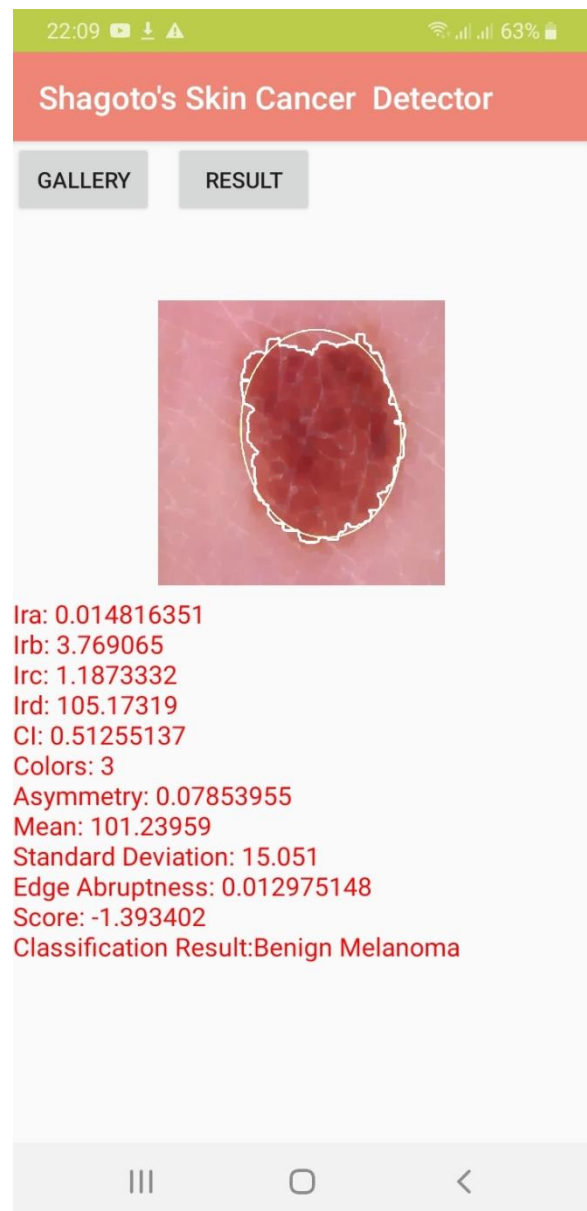 22:09 63%
Shagoto's Skin Cancer Detector
GALLERY RESULT
Ira: 0.014816351
Irb: 3.769065
Irc: 1.1873332
Ird: 105.17319
CI: 0.51255137
Colors: 3
Asymmetry: 0.07853955
Mean: 101.23959
Standard Deviation: 15.051
Edge Abruptness: 0.012975148
Score: -1.393402
Classification Result:Benign Melanoma